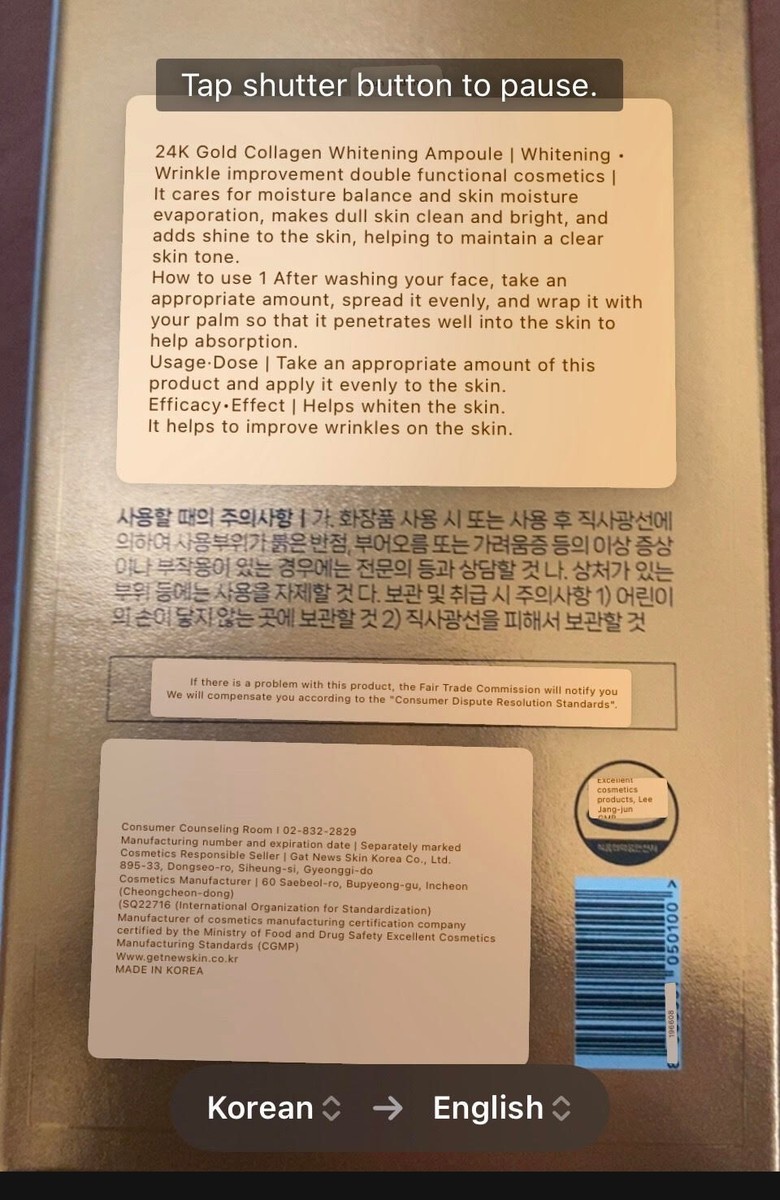 Tap shutter button to pause.
24K Gold Collagen Whitening Ampoule | Whitening •
Wrinkle improvement double functional cosmetics |
It cares for moisture balance and skin moisture
evaporation, makes dull skin clean and bright, and
adds shine to the skin, helping to maintain a clear
skin tone.
How to use 1 After washing your face, take an
appropriate amount, spread it evenly, and wrap it with
your palm so that it penetrates well into the skin to
help absorption.
Usage·Dose | Take an appropriate amount of this
product and apply it evenly to the skin.
Efficacy•Effect | Helps whiten the skin.
It helps to improve wrinkles on the skin.
사용할 때의 주의사항 | 가. 화장품 사용 시 또는 사용 후 직사광선에
의하여 사용부위가 붉은 반점, 부어오름 또는 가려움증 등의 이상 증상
이나 부작용이 있는 경우에는 전문의 등과 상담할 것 나. 상처가 있는
부위 등에는 사용을 자제할 것 다. 보관 및 취급 시 주의사항 1) 어린이
의 손이 닿지 않는 곳에 보관할 것 2) 직사광선을 피해서 보관할 것
If there is a problem with this product, the Fair Trade Commission will notify you
We will compensate you according to the "Consumer Dispute Resolution Standards".
Consumer Counseling Room I 02-832-2829
Manufacturing number and expiration date | Separately marked
Cosmetics Responsible Seller | Gat News Skin Korea Co., Ltd.
895-33, Dongseo-ro, Siheung-si, Gyeonggi-do
Cosmetics Manufacturer | 60 Saebeol-ro, Bupyeong-gu, Incheon
(Cheongcheon-dong)
(SQ22716 (International Organization for Standardization)
Manufacturer of cosmetics manufacturing certification company
certified by the Ministry of Food and Drug Safety Excellent Cosmetics
Manufacturing Standards (CGMP)
Www.getnewskin.co.kr
MADE IN KOREA
Excellent
cosmetics
products, Lee
Jang-jun
GMP
식품의약품안전처
050100 >
196608
Korean → English